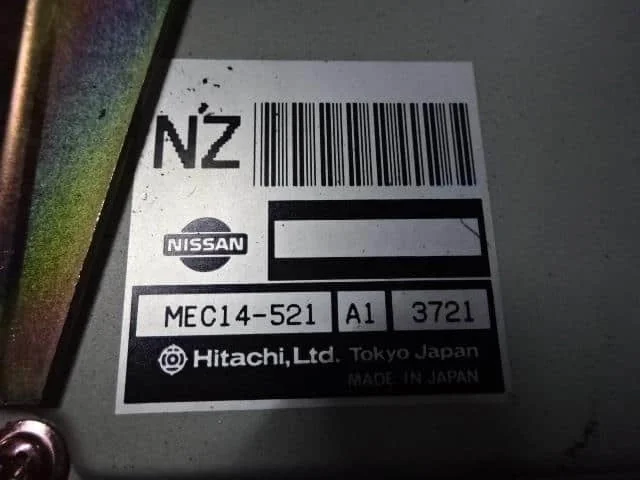 NZ
NISSAN
MEC14-521 A1 3721
Hitachi, Ltd. Tokyo Japan
MADE IN JAPAN